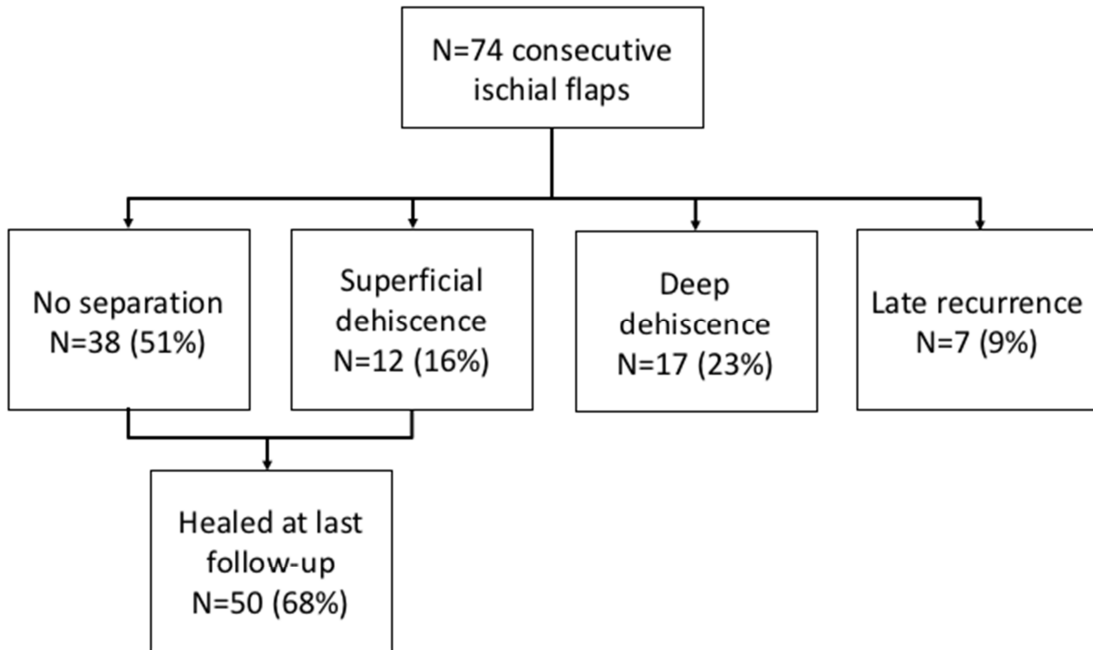 N=74 consecutive
ischial flaps
No separation
N=38 (51%)
Superficial
dehiscence
N=12 (16%)
Deep
dehiscence
N=17 (23%)
Late recurrence
N=7 (9%)
Healed at last
follow-up
N=50 (68%)